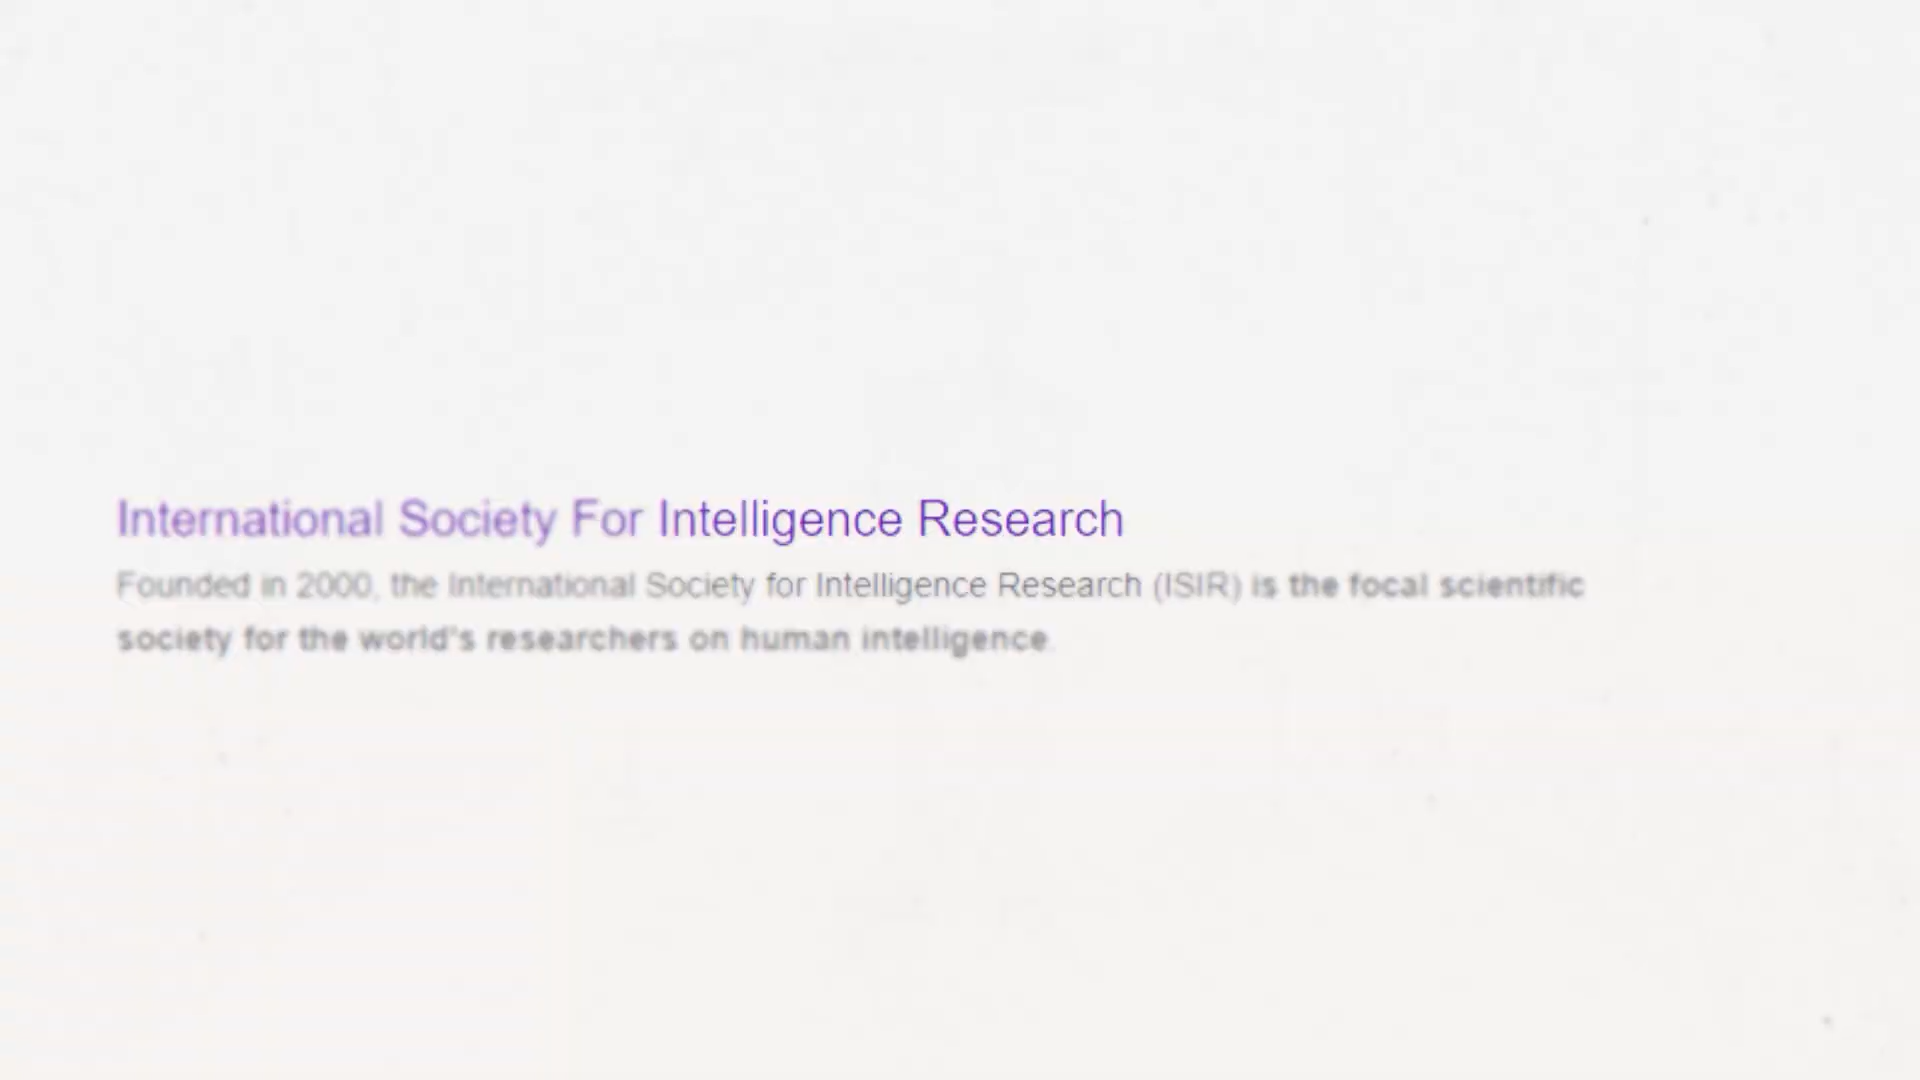 International Society For Intelligence Research
Founded in 2000, the International Society for Intelligence Research (ISIR) is the focal scientific
society for the world's researchers on human intelligence.